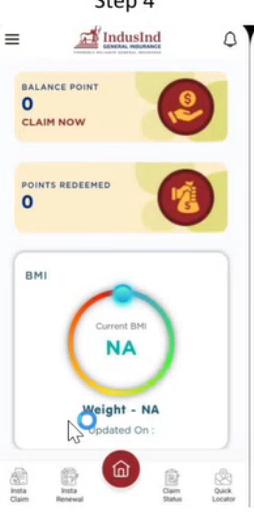 Step 4
IndusInd
GENERAL INSURANCE
BALANCE POINT
0
CLAIM NOW
POINTS REDEEMED
0
BMI
Current BMI
NA
Weight - NA
Updated On :
Insta Claim
Insta Renewal
Claim Status
Quick Locator